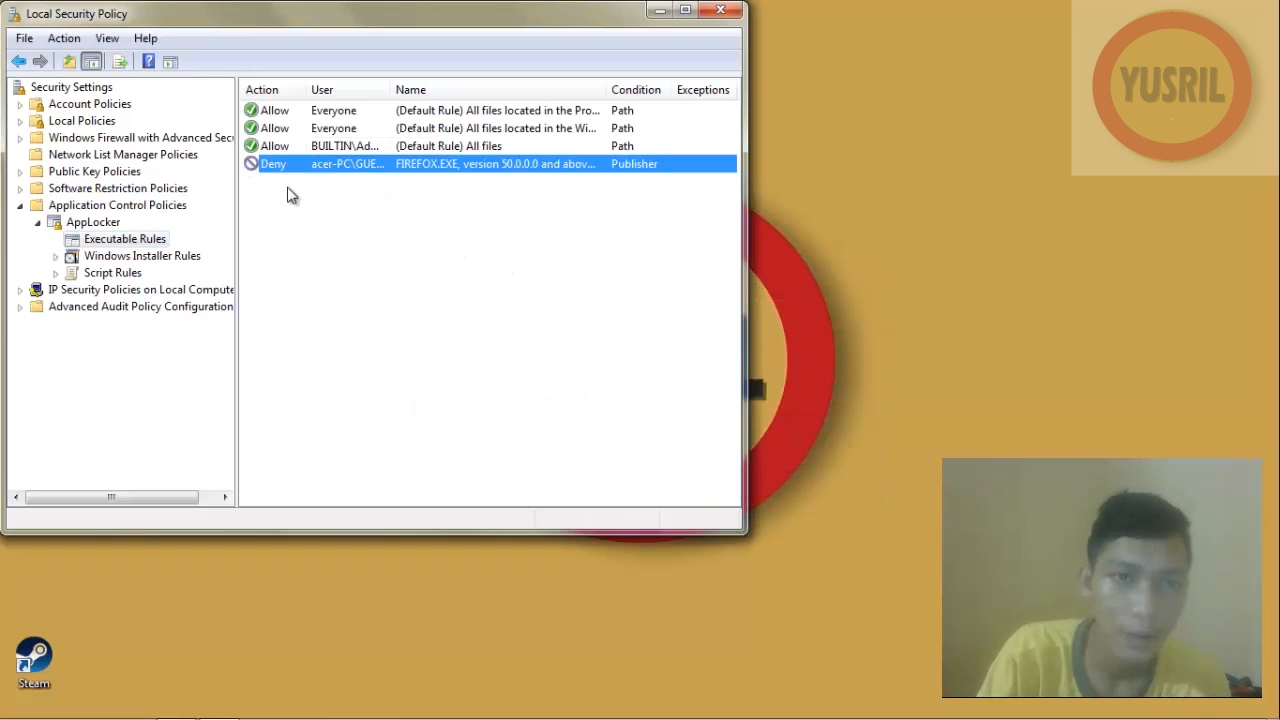 Local Security Policy
File Action View Help
Security Settings
Account Policies
Local Policies
Windows Firewall with Advanced Secu
Network List Manager Policies
Public Key Policies
Software Restriction Policies
Application Control Policies
AppLocker
Executable Rules
Windows Installer Rules
Script Rules
IP Security Policies on Local Compute
Advanced Audit Policy Configuration
Action User Name Condition Exceptions
Allow Everyone (Default Rule) All files located in the Pro... Path
Allow Everyone (Default Rule) All files located in the Wi... Path
Allow BUILTIN\Ad... (Default Rule) All files Path
Deny acer-PC\GUE... FIREFOX.EXE, version 50.0.0.0 and abov... Publisher
YUSRIL
Steam